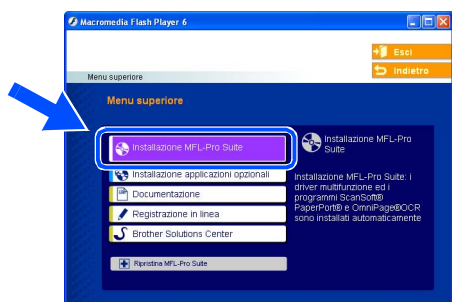 Macromedia Flash Player 6
Esci
Indietro
Menu superiore
Menu superiore
Installazione MFL-Pro Suite
Installazione applicazioni opzionali
Documentazione
Registrazione in linea
Brother Solutions Center
Ripristina MFL-Pro Suite
Installazione MFL-Pro
Suite
Installazione MFL-Pro Suite: i
driver multifunzione ed i
programmi ScanSoft®
PaperPort® e OmniPage®OCR
sono installati automaticamente